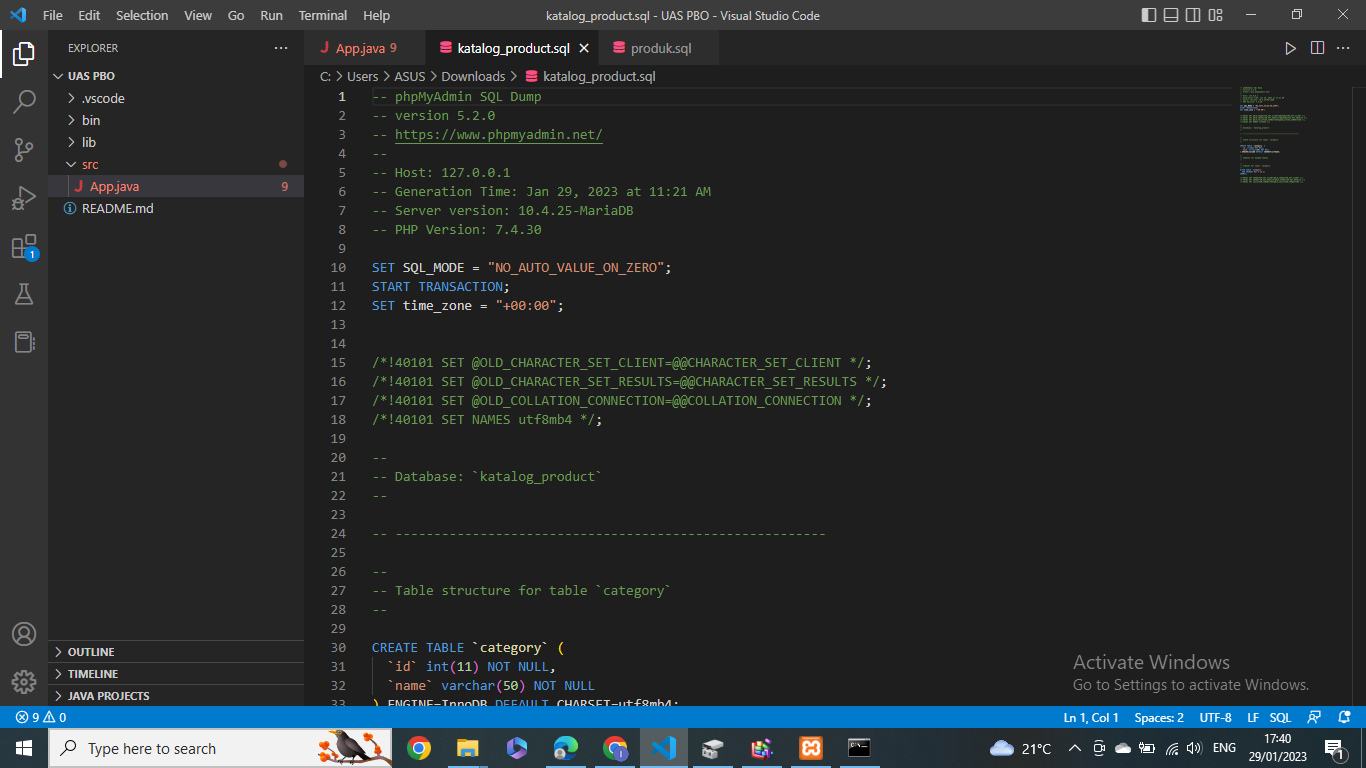 File Edit Selection View Go Run Terminal Help
katalog_product.sql - UAS PBO - Visual Studio Code
EXPLORER
UAS PBO
.vscode
bin
lib
src
App.java 9
README.md
OUTLINE
TIMELINE
JAVA PROJECTS
1
App.java 9
katalog_product.sql
produk.sql
C: > Users > ASUS > Downloads > katalog_product.sql
1 -- phpMyAdmin SQL Dump
2 -- version 5.2.0
3 -- https://www.phpmyadmin.net/
4 --
5 -- Host: 127.0.0.1
6 -- Generation Time: Jan 29, 2023 at 11:21 AM
7 -- Server version: 10.4.25-MariaDB
8 -- PHP Version: 7.4.30
9
10 SET SQL_MODE = "NO_AUTO_VALUE_ON_ZERO";
11 START TRANSACTION;
12 SET time_zone = "+00:00";
13
14
15 /*!40101 SET @OLD_CHARACTER_SET_CLIENT=@@CHARACTER_SET_CLIENT */;
16 /*!40101 SET @OLD_CHARACTER_SET_RESULTS=@@CHARACTER_SET_RESULTS */;
17 /*!40101 SET @OLD_COLLATION_CONNECTION=@@COLLATION_CONNECTION */;
18 /*!40101 SET NAMES utf8mb4 */;
19
20 --
21 -- Database: `katalog_product`
22 --
23
24 -- --------------------------------------------------------
25
26 --
27 -- Table structure for table `category`
28 --
29
30 CREATE TABLE `category` (
31 `id` int(11) NOT NULL,
32 `name` varchar(50) NOT NULL
33 ) ENGINE=InnoDB DEFAULT CHARSET=utf8mb4;
Activate Windows
Go to Settings to activate Windows.
9 0
Ln 1, Col 1 Spaces: 2 UTF-8 LF SQL
Type here to search
21°C
ENG
17:40
29/01/2023
1